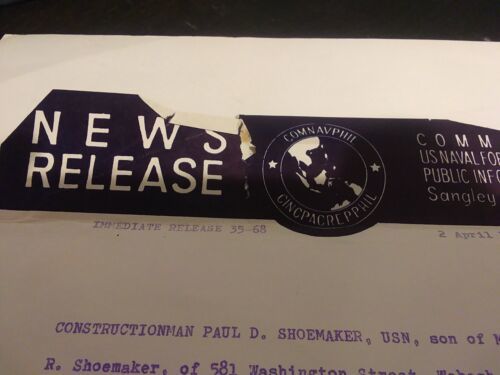 NEWS
RELEASE
COMNAVPHIL
CINCPACREPPHIL
COMM
US NAVAL FO
PUBLIC INFO
Sangley
IMMEDIATE RELEASE 35-68
2 April
CONSTRUCTIONMAN PAUL D. SHOEMAKER, USN, son of
R. Shoemaker, of 581 Washington Street,